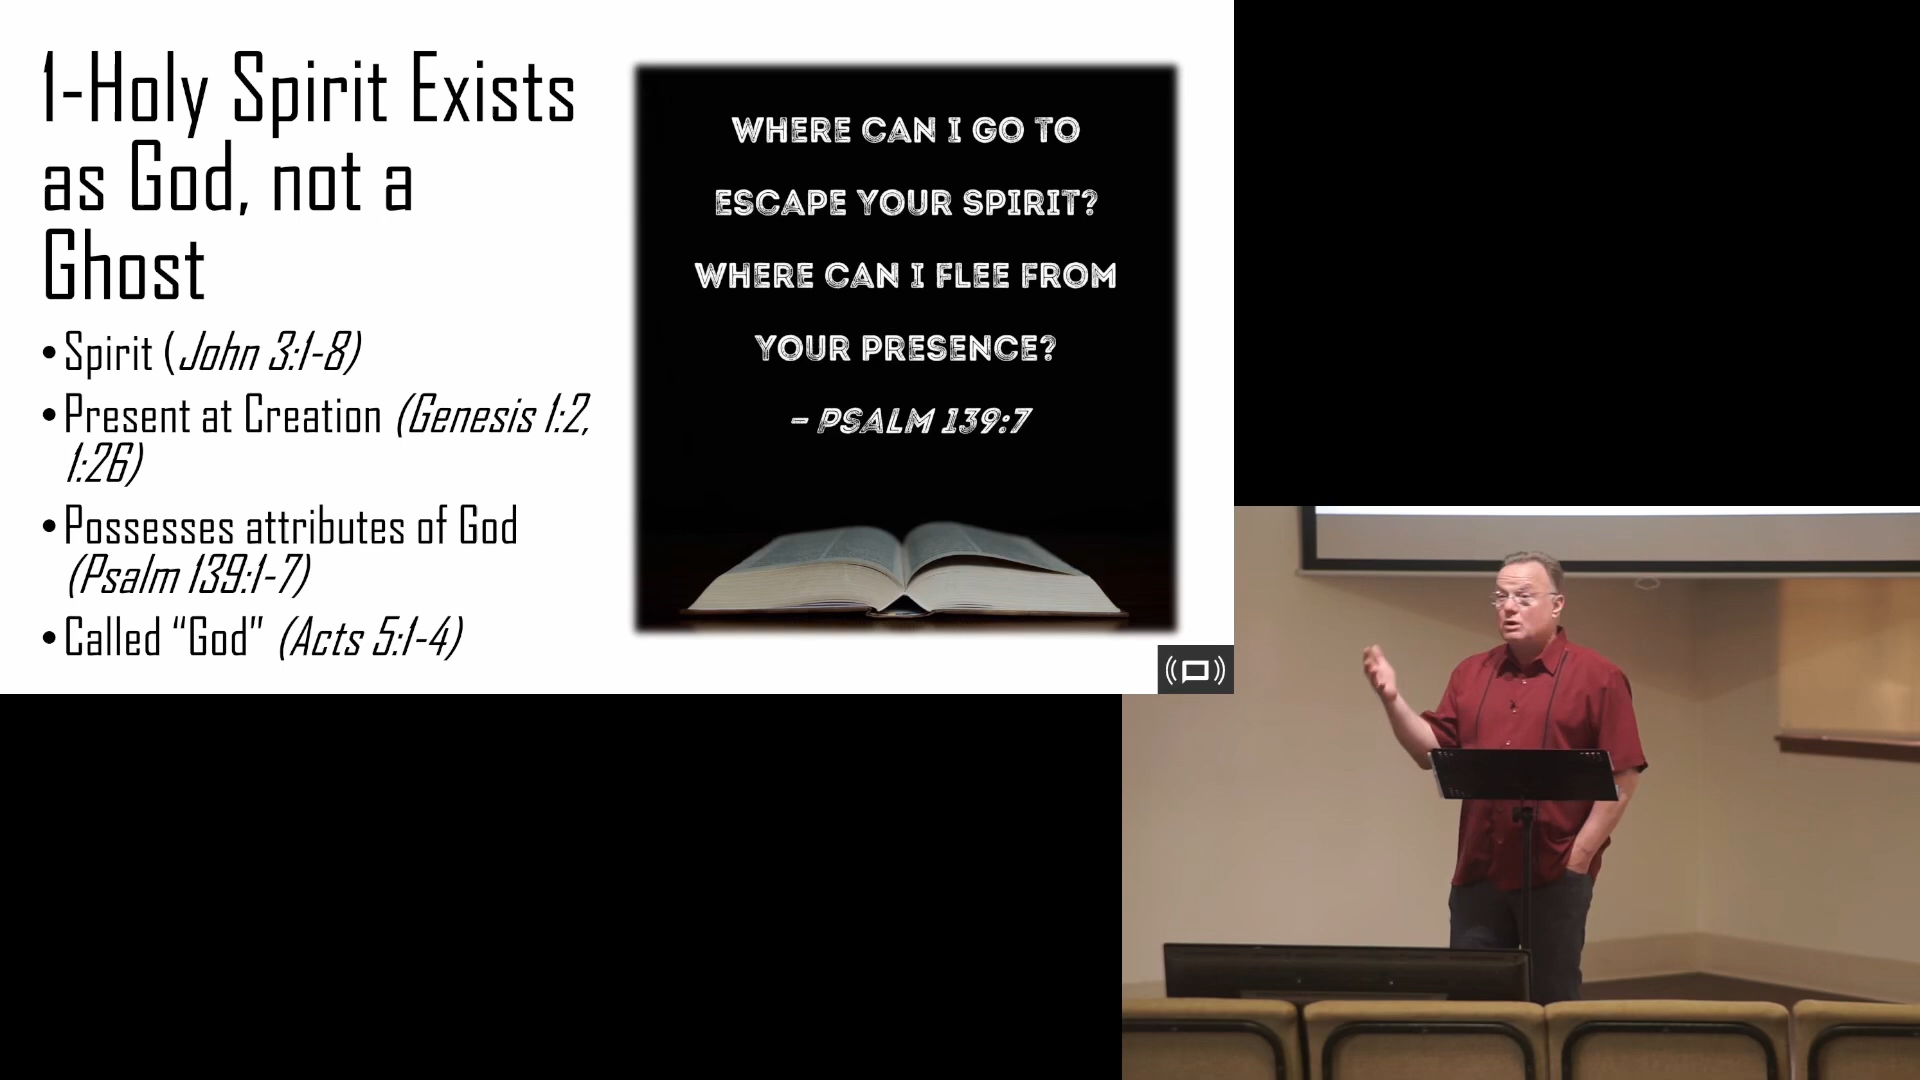 1-Holy Spirit Exists
as God, not a
Ghost
•Spirit (John 3:1-8)
•Present at Creation (Genesis 1:2,
1:26)
•Possesses attributes of God
(Psalm 139:1-7)
•Called “God” (Acts 5:1-4)
WHERE CAN I GO TO
ESCAPE YOUR SPIRIT?
WHERE CAN I FLEE FROM
YOUR PRESENCE?
– PSALM 139:7